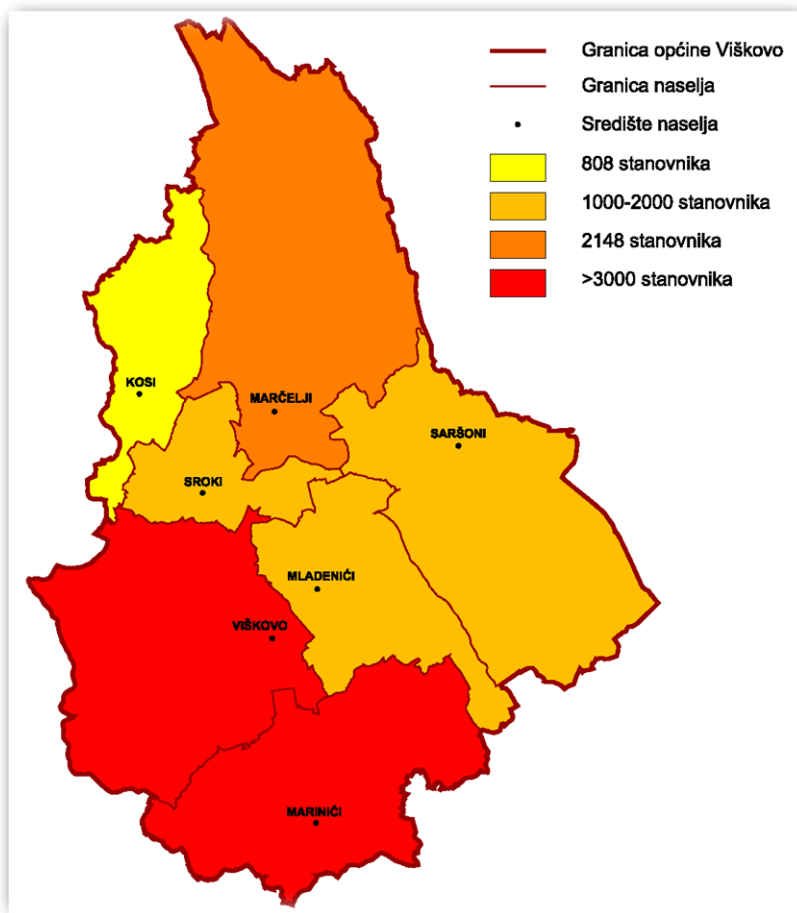 Granica općine Viškovo
Granica naselja
Središte naselja
808 stanovnika
1000-2000 stanovnika
2148 stanovnika
>3000 stanovnika
KOSI
MARČELJI
SARŠONI
SROKI
MLADENIĆI
VIŠKOVO
MARINIĆI